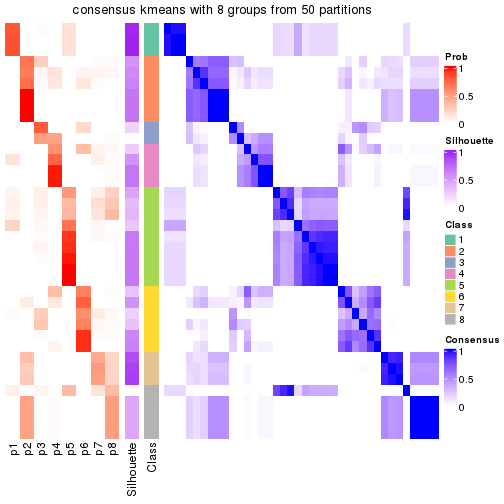 consensus kmeans with 8 groups from 50 partitions
Prob
1
0.5
0
Silhouette
1
0.5
0
Class
1
2
3
4
5
6
7
8
Consensus
1
0.5
0
p1
p2
p3
p4
p5
p6
p7
p8
Silhouette
Class